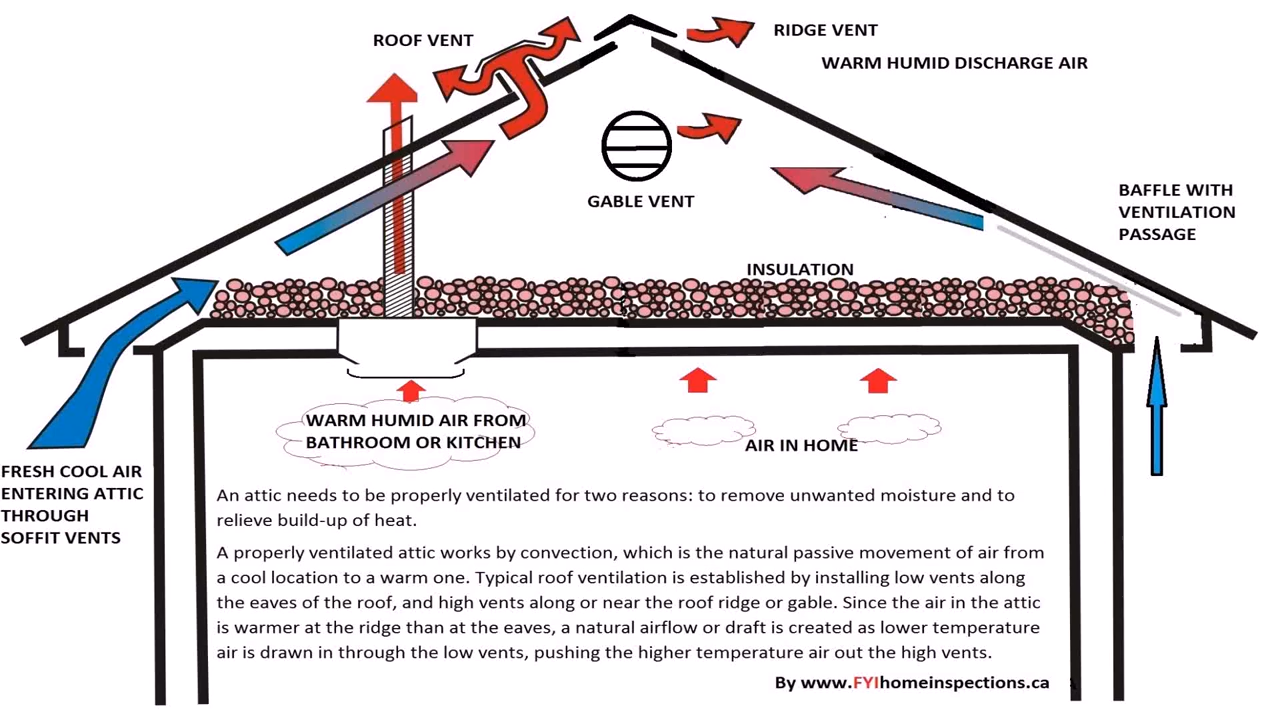 ROOF VENT
RIDGE VENT
WARM HUMID DISCHARGE AIR
GABLE VENT
BAFFLE WITH
VENTILATION
PASSAGE
INSULATION
WARM HUMID AIR FROM
BATHROOM OR KITCHEN
AIR IN HOME
FRESH COOL AIR
ENTERING ATTIC
THROUGH
SOFFIT VENTS
An attic needs to be properly ventilated for two reasons: to remove unwanted moisture and to
relieve build-up of heat.
A properly ventilated attic works by convection, which is the natural passive movement of air from
a cool location to a warm one. Typical roof ventilation is established by installing low vents along
the eaves of the roof, and high vents along or near the roof ridge or gable. Since the air in the attic
is warmer at the ridge than at the eaves, a natural airflow or draft is created as lower temperature
air is drawn in through the low vents, pushing the higher temperature air out the high vents.
By www.FYIhomeinspections.ca